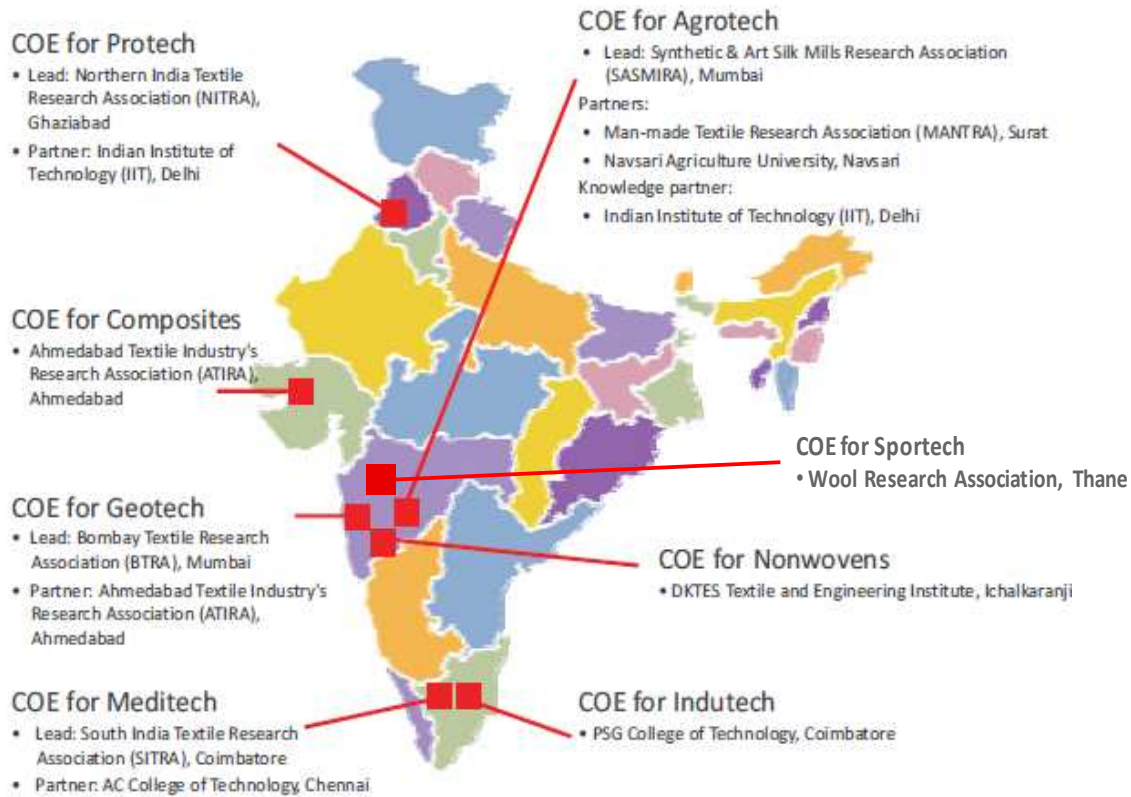 COE for Protech
• Lead: Northern India Textile
Research Association (NITRA),
Ghaziabad
• Partner: Indian Institute of
Technology (IIT), Delhi
COE for Agrotech
• Lead: Synthetic & Art Silk Mills Research Association
(SASMIRA), Mumbai
Partners:
• Man-made Textile Research Association (MANTRA), Surat
• Navsari Agriculture University, Navsari
Knowledge partner:
• Indian Institute of Technology (IIT), Delhi
COE for Composites
• Ahmedabad Textile Industry's
Research Association (ATIRA),
Ahmedabad
COE for Sportech
• Wool Research Association, Thane
COE for Geotech
• Lead: Bombay Textile Research
Association (BTRA), Mumbai
• Partner: Ahmedabad Textile Industry's
Research Association (ATIRA),
Ahmedabad
COE for Nonwovens
• DKTES Textile and Engineering Institute, Ichalkaranji
COE for Meditech
• Lead: South India Textile Research
Association (SITRA), Coimbatore
• Partner: AC College of Technology, Chennai
COE for Indutech
• PSG College of Technology, Coimbatore